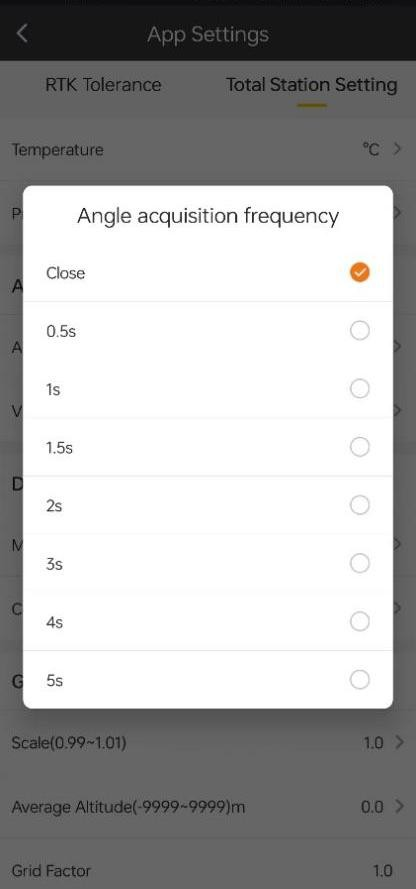 App Settings
RTK Tolerance Total Station Setting
Temperature °C
P
Angle acquisition frequency
Close
A
0.5s
A
1s
V
1.5s
D
2s
M
3s
C
4s
G
5s
Scale(0.99~1.01) 1.0
Average Altitude(-9999~9999)m 0.0
Grid Factor 1.0